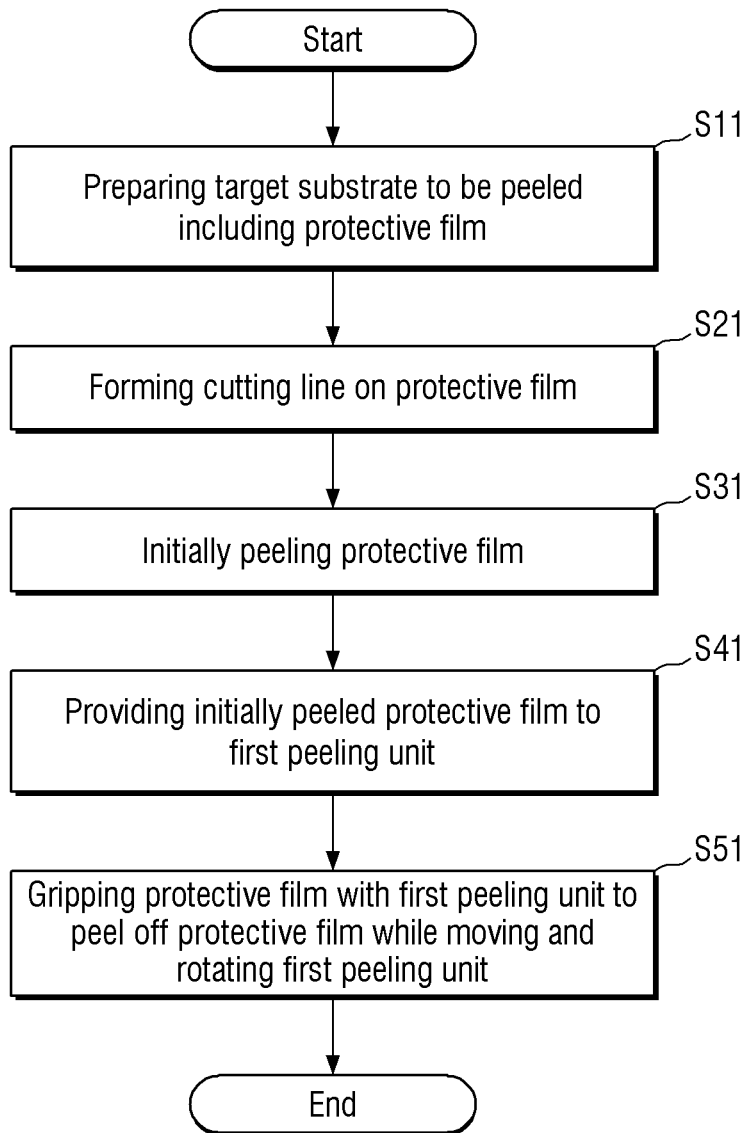 Start
S11
Preparing target substrate to be peeled
including protective film
S21
Forming cutting line on protective film
S31
Initially peeling protective film
S41
Providing initially peeled protective film to
first peeling unit
S51
Gripping protective film with first peeling unit to
peel off protective film while moving and
rotating first peeling unit
End